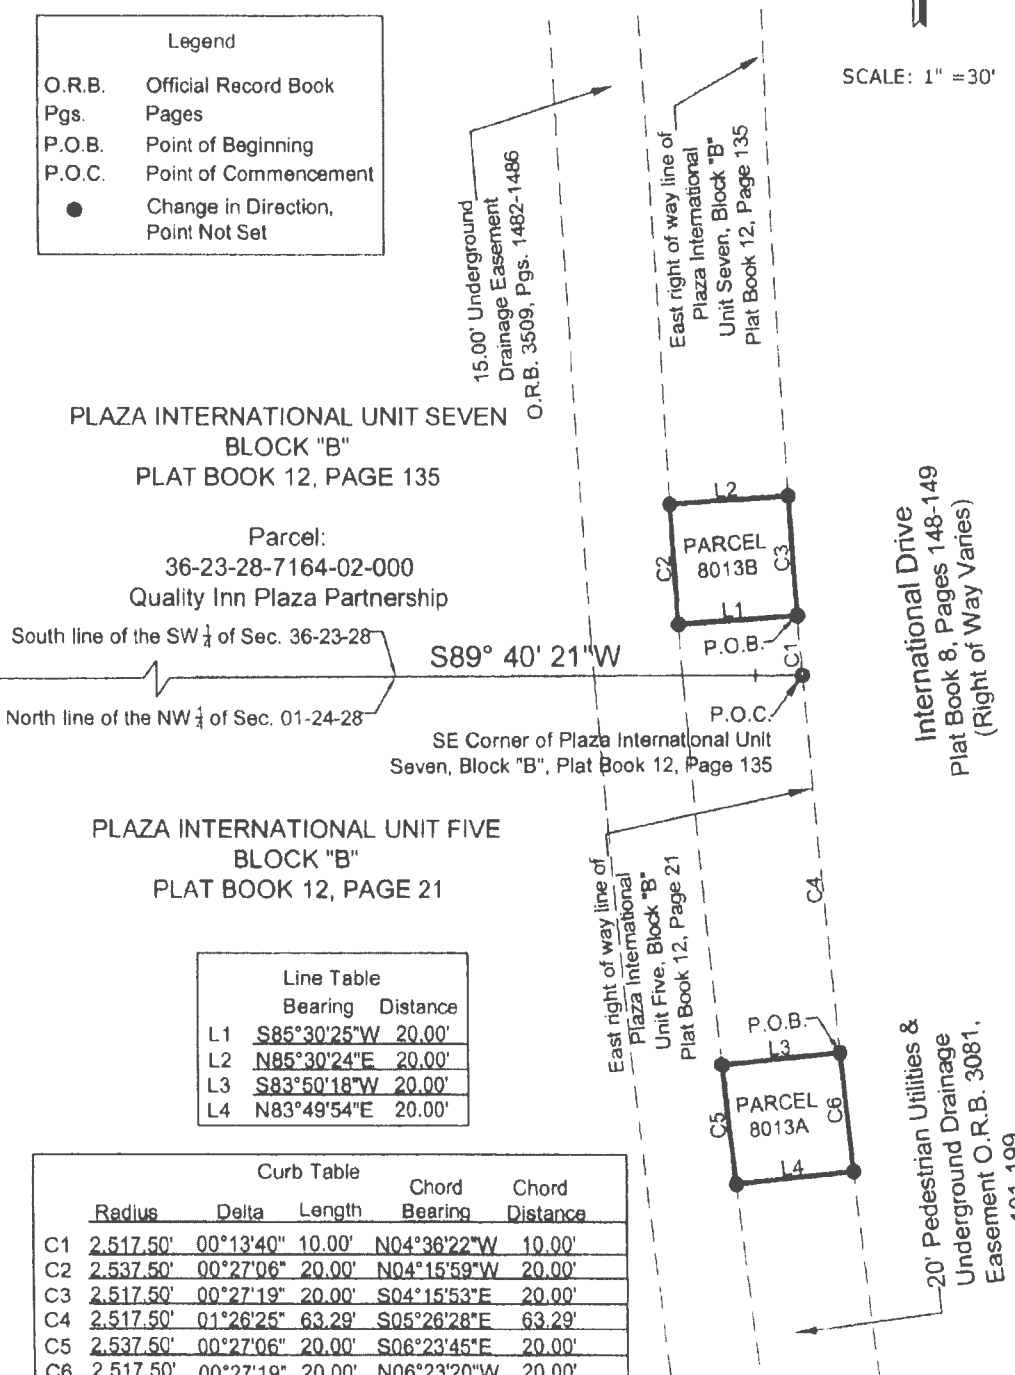 Legend
O.R.B. Official Record Book
Pgs. Pages
P.O.B. Point of Beginning
P.O.C. Point of Commencement
Change in Direction,
Point Not Set
SCALE: 1" =30'
15.00' Underground
Drainage Easement
O.R.B. 3509, Pgs. 1482-1486
East right of way line of
Plaza International
Unit Seven, Block "B"
Plat Book 12, Page 135
PLAZA INTERNATIONAL UNIT SEVEN
BLOCK "B"
PLAT BOOK 12, PAGE 135
Parcel:
36-23-28-7164-02-000
Quality Inn Plaza Partnership
L2
C2
PARCEL
8013B
C3
L1
P.O.B.
C1
South line of the SW 1/4 of Sec. 36-23-28
S89° 40' 21"W
North line of the NW 1/4 of Sec. 01-24-28
P.O.C.
SE Corner of Plaza International Unit
Seven, Block "B", Plat Book 12, Page 135
International Drive
Plat Book 8, Pages 148-149
(Right of Way Varies)
PLAZA INTERNATIONAL UNIT FIVE
BLOCK "B"
PLAT BOOK 12, PAGE 21
East right of way line of
Plaza International
Unit Five, Block "B"
Plat Book 12, Page 21
C4
P.O.B.
L3
C5
PARCEL
8013A
C6
L4
20' Pedestrian Utilities &
Underground Drainage
Easement O.R.B. 3081,
Line Table
Bearing Distance
L1 S85°30'25"W 20.00'
L2 N85°30'24"E 20.00'
L3 S83°50'18"W 20.00'
L4 N83°49'54"E 20.00'
Curb Table
Radius Delta Length Chord Bearing Chord Distance
C1 2.517.50' 00°13'40" 10.00' N04°36'22"W 10.00'
C2 2.537.50' 00°27'06" 20.00' N04°15'59"W 20.00'
C3 2.517.50' 00°27'19" 20.00' S04°15'53"E 20.00'
C4 2.517.50' 01°26'25" 63.29' S05°26'28"E 63.29'
C5 2.537.50' 00°27'06" 20.00' S06°23'45"E 20.00'
C6 2.517.50' 00°27'19" 20.00' N06°23'20"W 20.00'